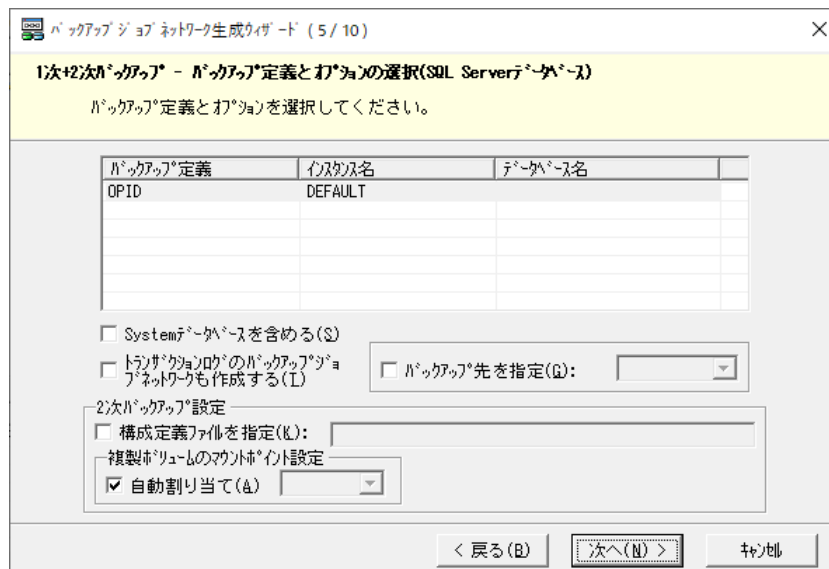 ﾊﾞｯｸｱｯﾌﾟｼﾞｮﾌﾞﾈｯﾄﾜｰｸ生成ｳｨｻﾞｰﾄﾞ ( 5 / 10 )
1次+2次ﾊﾞｯｸｱｯﾌﾟ - ﾊﾞｯｸｱｯﾌﾟ定義とｵﾌﾟｼｮﾝの選択(SQL Serverﾃﾞｰﾀﾍﾞｰｽ)
ﾊﾞｯｸｱｯﾌﾟ定義とｵﾌﾟｼｮﾝを選択してください。
ﾊﾞｯｸｱｯﾌﾟ定義 ｲﾝｽﾀﾝｽ名 ﾃﾞｰﾀﾍﾞｰｽ名
OPID DEFAULT
Systemﾃﾞｰﾀﾍﾞｰｽを含める(S)
ﾄﾗﾝｻﾞｸｼｮﾝﾛｸﾞのﾊﾞｯｸｱｯﾌﾟｼﾞｮ
ﾌﾞﾈｯﾄﾜｰｸも作成する(T)
ﾊﾞｯｸｱｯﾌﾟ先を指定(G):
2次ﾊﾞｯｸｱｯﾌﾟ設定
構成定義ﾌｧｲﾙを指定(K):
複製ﾎﾞﾘｭｰﾑのﾏｳﾝﾄﾎﾟｲﾝﾄ設定
自動割り当て(A)
< 戻る(B) 次へ(N) > ｷｬﾝｾﾙ